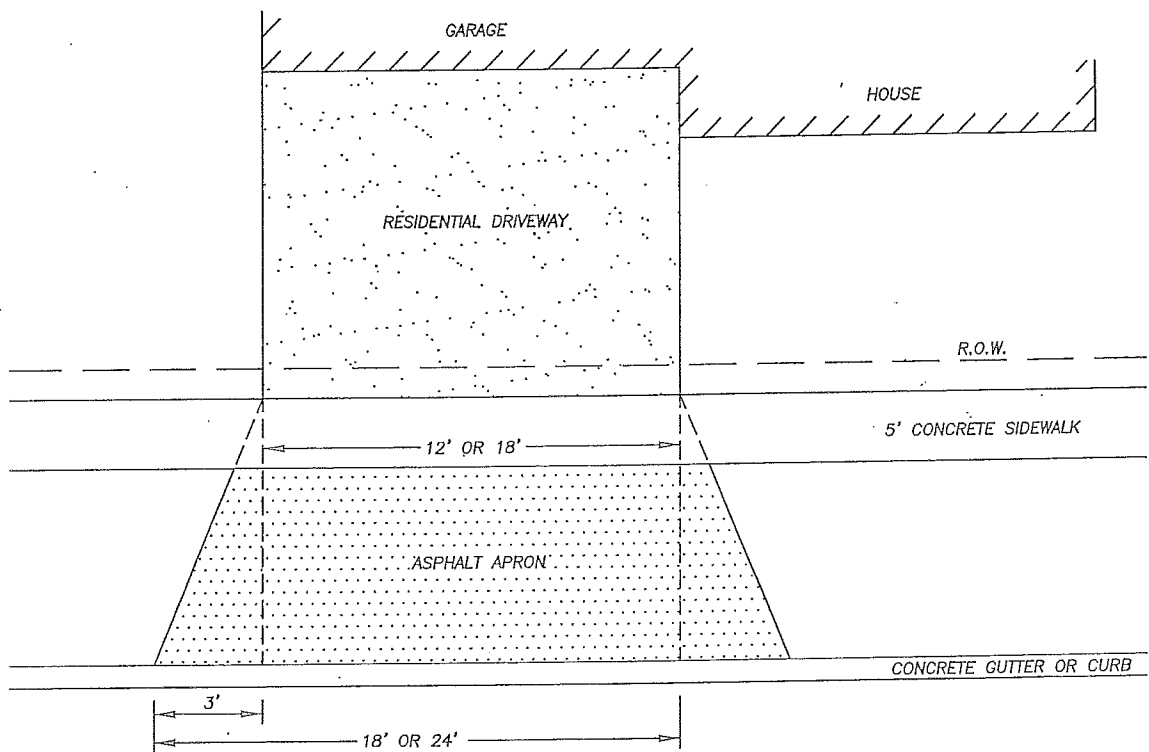 GARAGE
HOUSE
RESIDENTIAL DRIVEWAY
R.O.W.
5' CONCRETE SIDEWALK
12' OR 18'
ASPHALT APRON
CONCRETE GUTTER OR CURB
3'
18' OR 24'